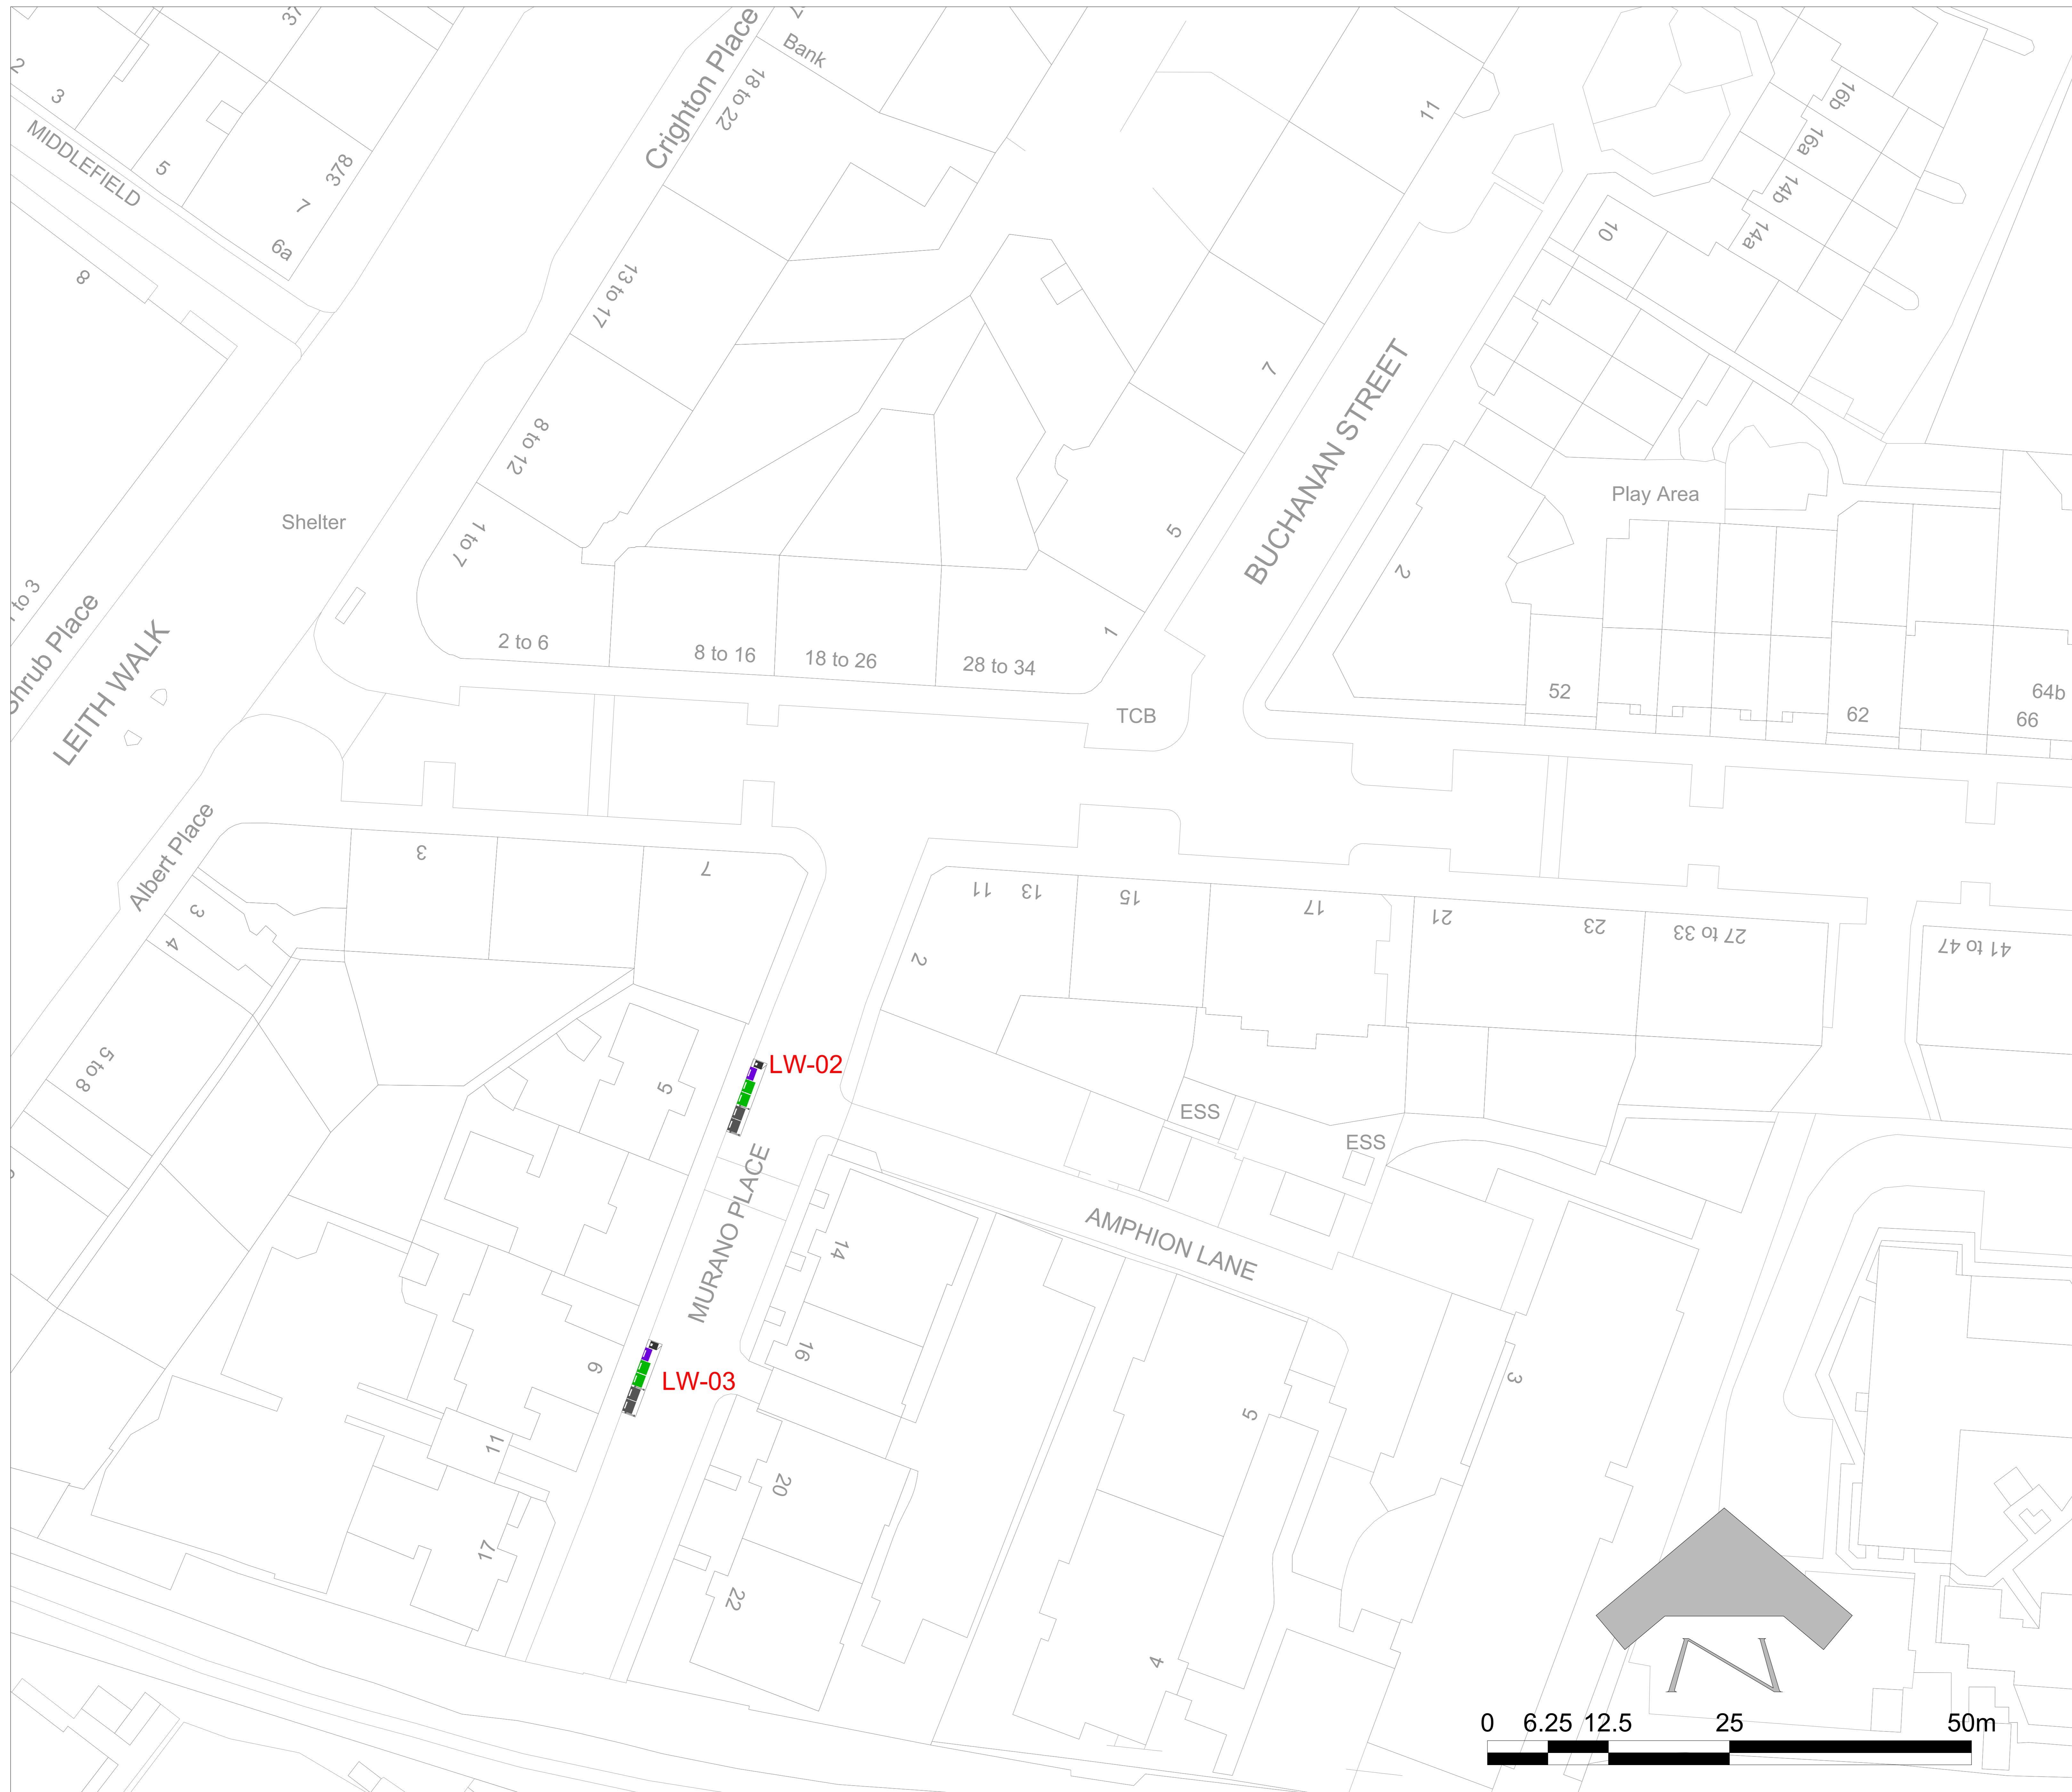 37
37
2
3
MIDDLEFIELD
5
378
7
6a
8
Crighton Place
Bank
18 to 22
11
16b
16a
14b
14a
10
13 to 17
7
BUCHANAN STREET
8 to 12
Play Area
Shelter
1 to 7
5
2
to 3
Shrub Place
LEITH WALK
2 to 6
8 to 16
18 to 26
28 to 34
1
TCB
52
62
64b
66
Albert Place
3
7
3
4
11
13
15
17
21
23
27 to 33
41 to 47
2
5 to 8
LW-02
5
ESS
ESS
MURANO PLACE
AMPHION LANE
14
16
9
LW-03
3
5
11
20
17
22
4
N
0 6.25 12.5 25 50m